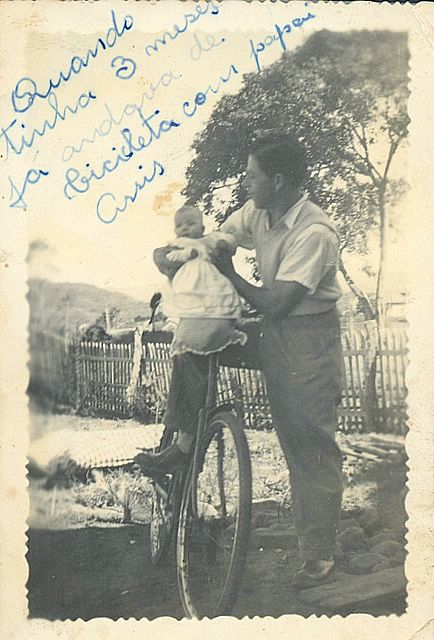 Quando
tinha 3 meses
já andava de
bicicleta com papai
Assis